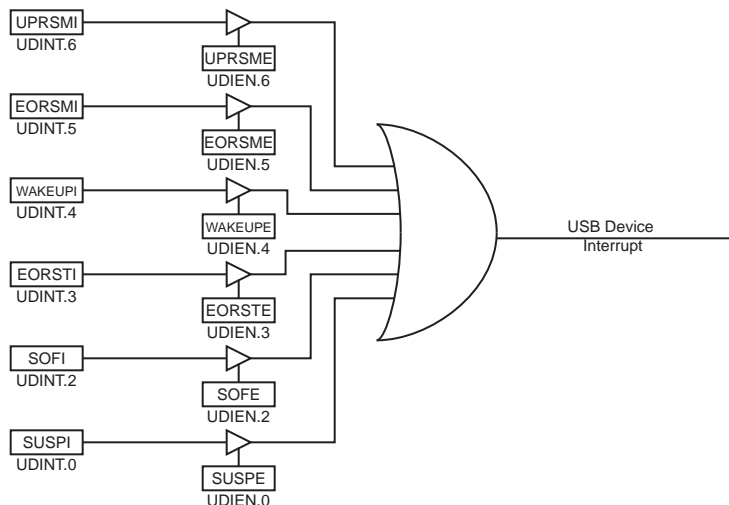 UPRSMI
UDINT.6
UPRSME
UDIEN.6
EORSMI
UDINT.5
EORSME
UDIEN.5
WAKEUPI
UDINT.4
WAKEUPE
UDIEN.4
EORSTI
UDINT.3
EORSTE
UDIEN.3
SOFI
UDINT.2
SOFE
UDIEN.2
SUSPI
UDINT.0
SUSPE
UDIEN.0
USB Device
Interrupt